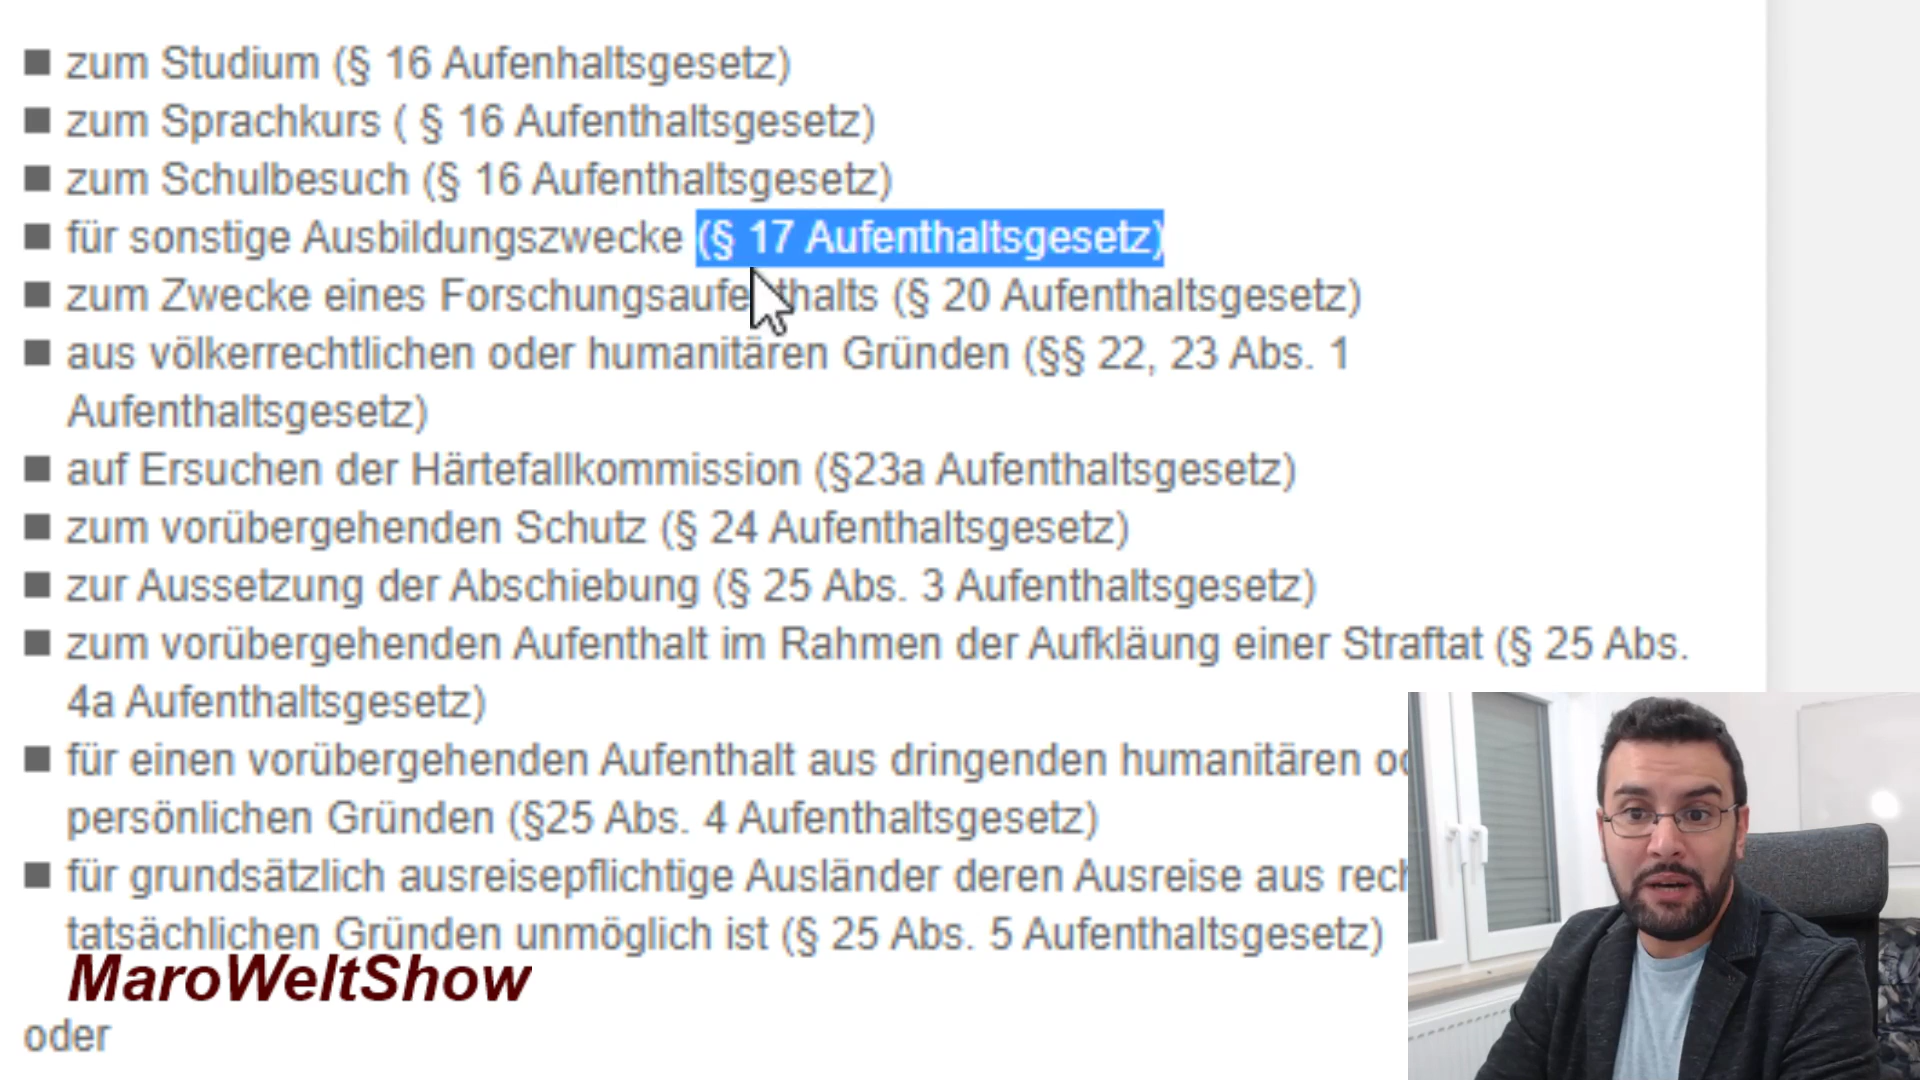 zum Studium (§ 16 Aufenhaltsgesetz)
zum Sprachkurs ( § 16 Aufenthaltsgesetz)
zum Schulbesuch (§ 16 Aufenthaltsgesetz)
für sonstige Ausbildungszwecke (§ 17 Aufenthaltsgesetz)
zum Zwecke eines Forschungsaufenthalts (§ 20 Aufenthaltsgesetz)
aus völkerrechtlichen oder humanitären Gründen (§§ 22, 23 Abs. 1
Aufenthaltsgesetz)
auf Ersuchen der Härtefallkommission (§23a Aufenthaltsgesetz)
zum vorübergehenden Schutz (§ 24 Aufenthaltsgesetz)
zur Aussetzung der Abschiebung (§ 25 Abs. 3 Aufenthaltsgesetz)
zum vorübergehenden Aufenthalt im Rahmen der Aufkläung einer Straftat (§ 25 Abs.
4a Aufenthaltsgesetz)
für einen vorübergehenden Aufenthalt aus dringenden humanitären
persönlichen Gründen (§25 Abs. 4 Aufenthaltsgesetz)
für grundsätzlich ausreisepflichtige Ausländer deren Ausreise aus
tatsächlichen Gründen unmöglich ist (§ 25 Abs. 5 Aufenthaltsgesetz)
MaroWeltShow
oder